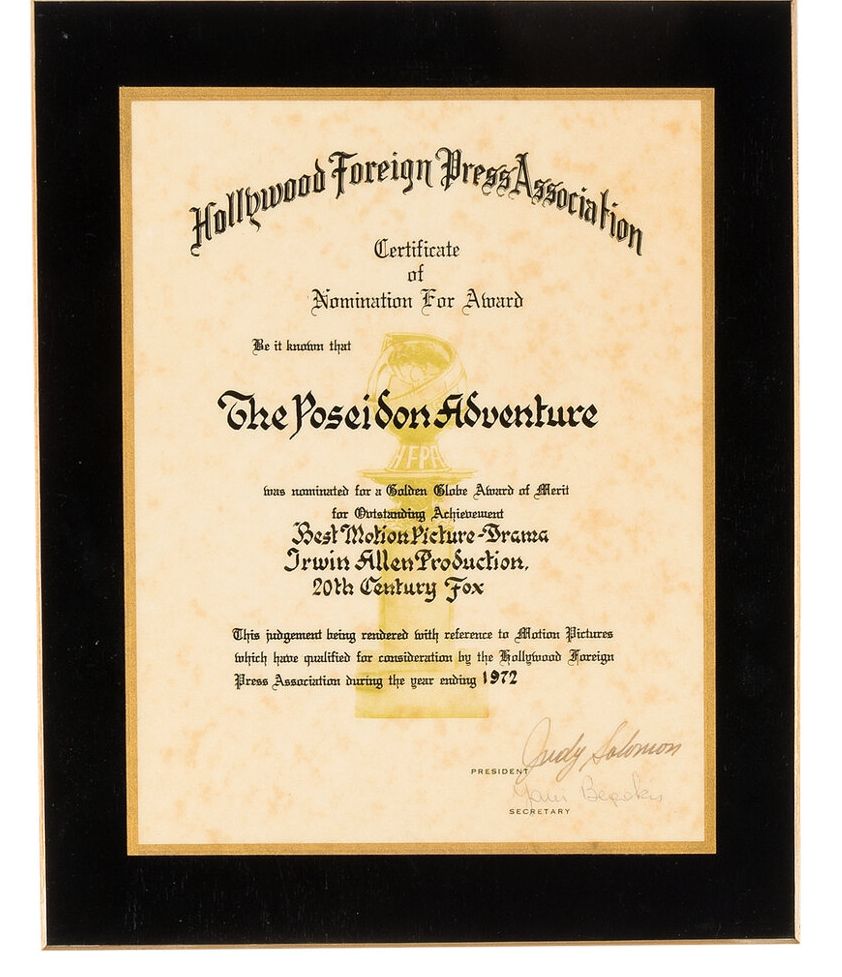 Hollywood Foreign Press Association
Certificate
of
Nomination For Award
Be it known that
The Poseidon Adventure
HFPA
was nominated for a Golden Globe Award of Merit
for Outstanding Achievement
Best Motion Picture-Drama
Irwin Allen Production,
20th Century Fox
This judgement being rendered with reference to Motion Pictures
which have qualified for consideration by the Hollywood Foreign
Press Association during the year ending 1972
PRESIDENT Judy Solomon
SECRETARY